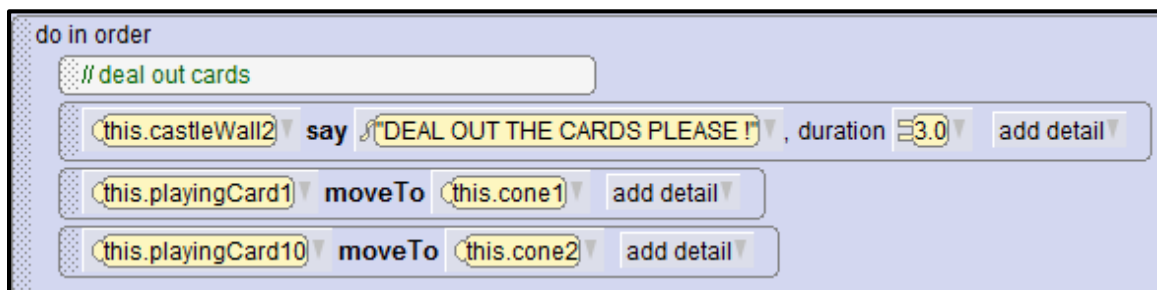 do in order
// deal out cards
this.castleWall2 say "DEAL OUT THE CARDS PLEASE !" , duration 3.0 add detail
this.playingCard1 moveTo this.cone1 add detail
this.playingCard10 moveTo this.cone2 add detail